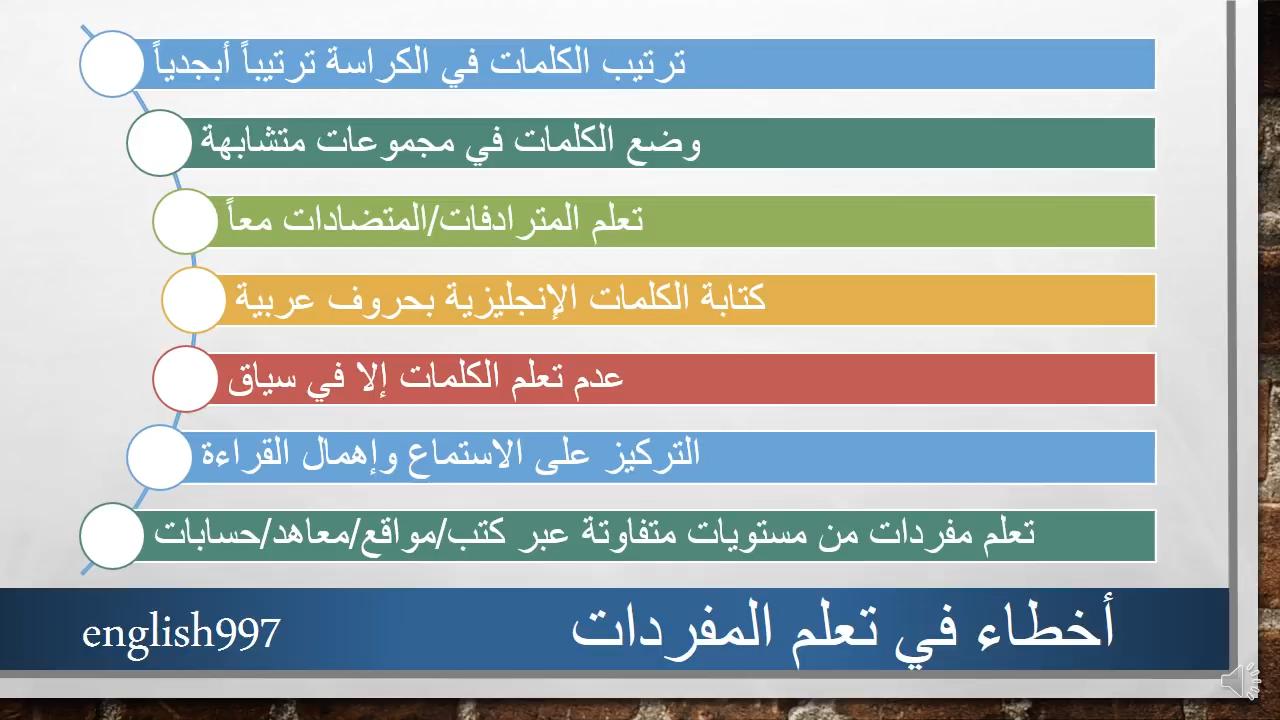 ترتيب الكلمات في الكراسة ترتيباً أبجدياً
وضع الكلمات في مجموعات متشابهة
تعلم المترادفات/المتضادات معاً
كتابة الكلمات الإنجليزية بحروف عربية
عدم تعلم الكلمات إلا في سياق
التركيز على الاستماع وإهمال القراءة
تعلم مفردات من مستويات متفاوتة عبر كتب/مواقع/معاهد/حسابات
أخطاء في تعلم المفردات
english997